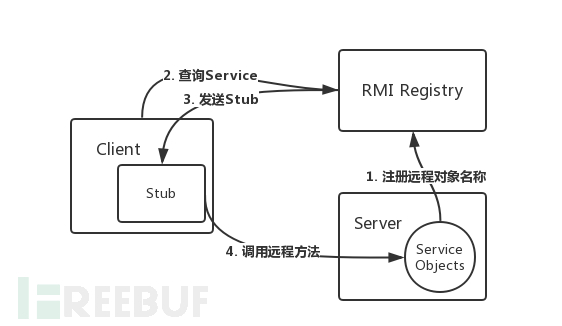 2. 查询Service
3. 发送Stub
RMI Registry
Client
Stub
1. 注册远程对象名称
Server
Service
Objects
4. 调用远程方法
FREEBUF